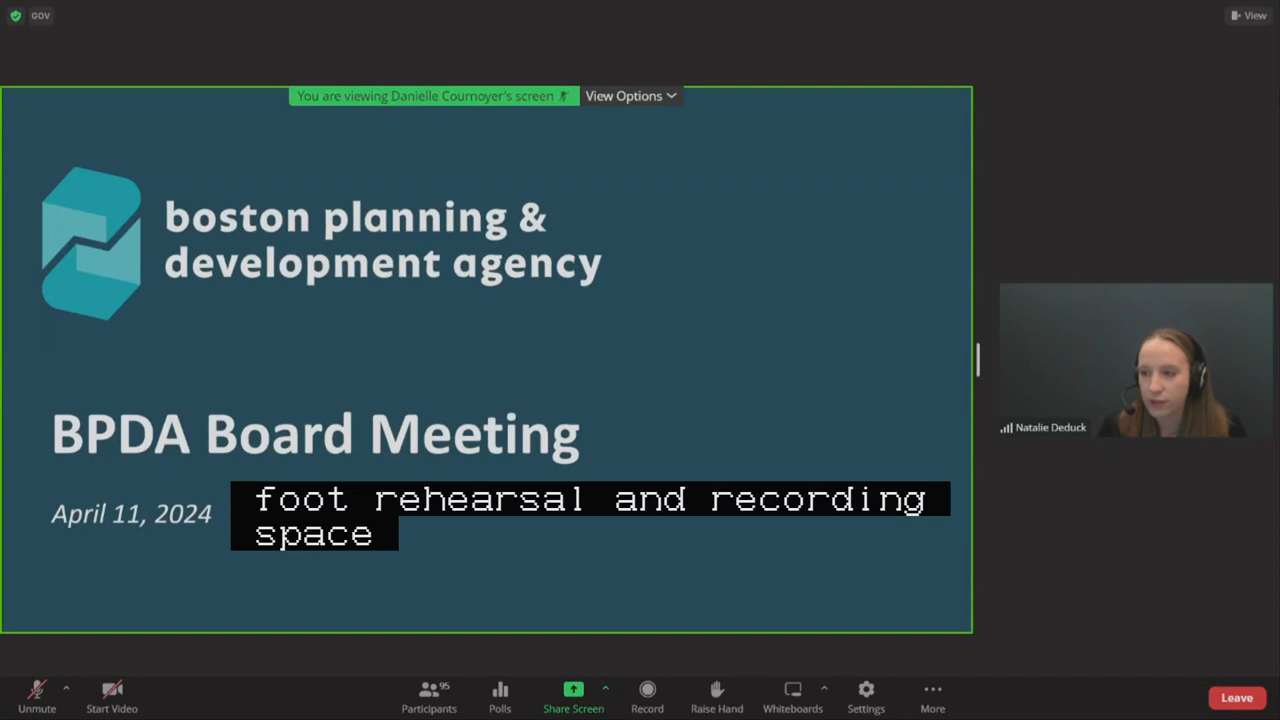 GOV
View
You are viewing Danielle Cournoyer's screen
View Options
boston planning &
development agency
BPDA Board Meeting
April 11, 2024
foot rehearsal and recording
space
Natalie Deduck
Unmute
Start Video
Participants
95
Polls
Share Screen
Record
Raise Hand
Whiteboards
Settings
More
Leave